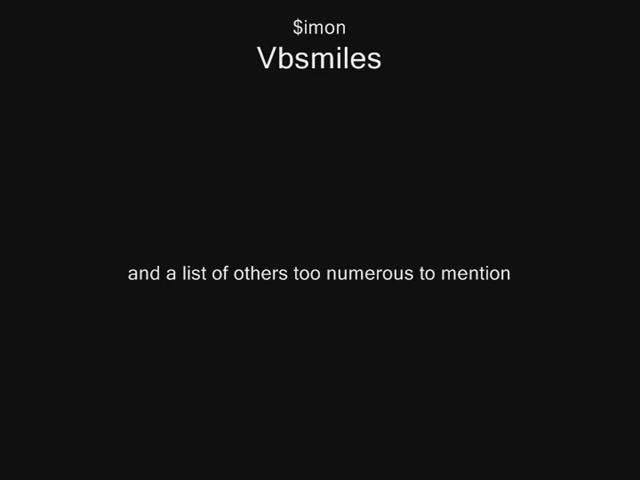 $imon
Vbsmiles
and a list of others too numerous to mention